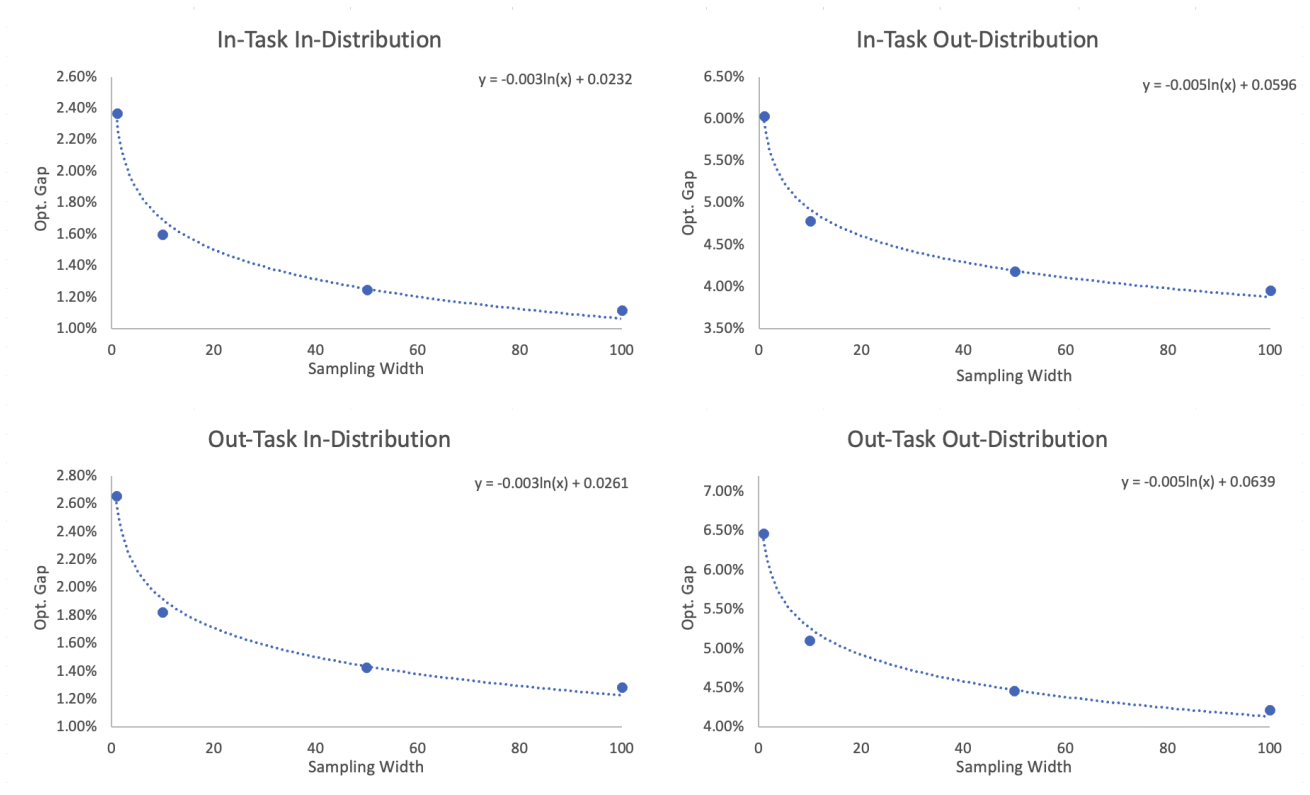 In-Task In-Distribution
y = -0.003ln(x) + 0.0232
2.60%
2.40%
2.20%
2.00%
1.80%
1.60%
1.40%
1.20%
1.00%
Opt. Gap
0 20 40 60 80 100
Sampling Width
In-Task Out-Distribution
y = -0.005ln(x) + 0.0596
6.50%
6.00%
5.50%
5.00%
4.50%
4.00%
3.50%
Opt. Gap
0 20 40 60 80 100
Sampling Width
Out-Task In-Distribution
y = -0.003ln(x) + 0.0261
2.80%
2.60%
2.40%
2.20%
2.00%
1.80%
1.60%
1.40%
1.20%
1.00%
Opt. Gap
0 20 40 60 80 100
Sampling Width
Out-Task Out-Distribution
y = -0.005ln(x) + 0.0639
7.00%
6.50%
6.00%
5.50%
5.00%
4.50%
4.00%
Opt. Gap
0 20 40 60 80 100
Sampling Width